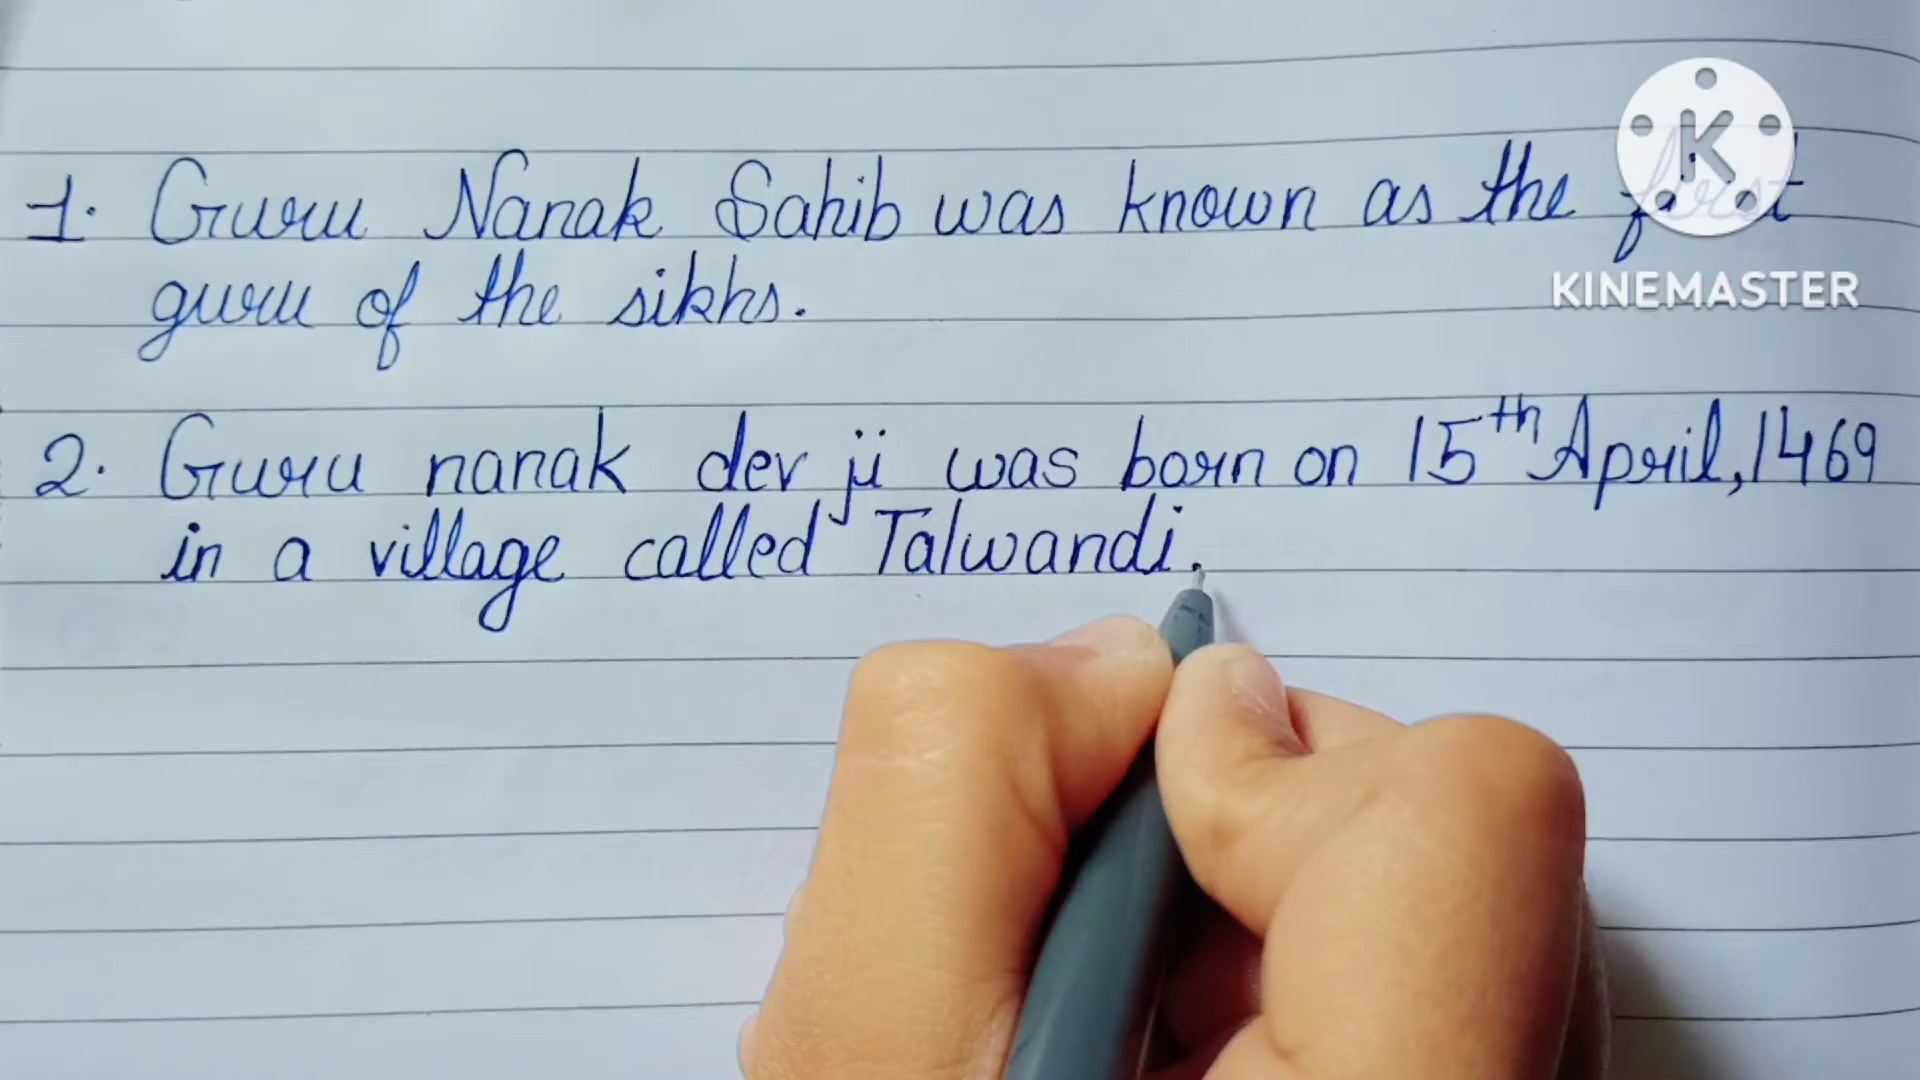 1. Guru Nanak Sahib was known as the first
guru of the sikhs.
2. Guru nanak dev ji was born on 15th April, 1469
in a village called Talwandi.
K
KINEMASTER